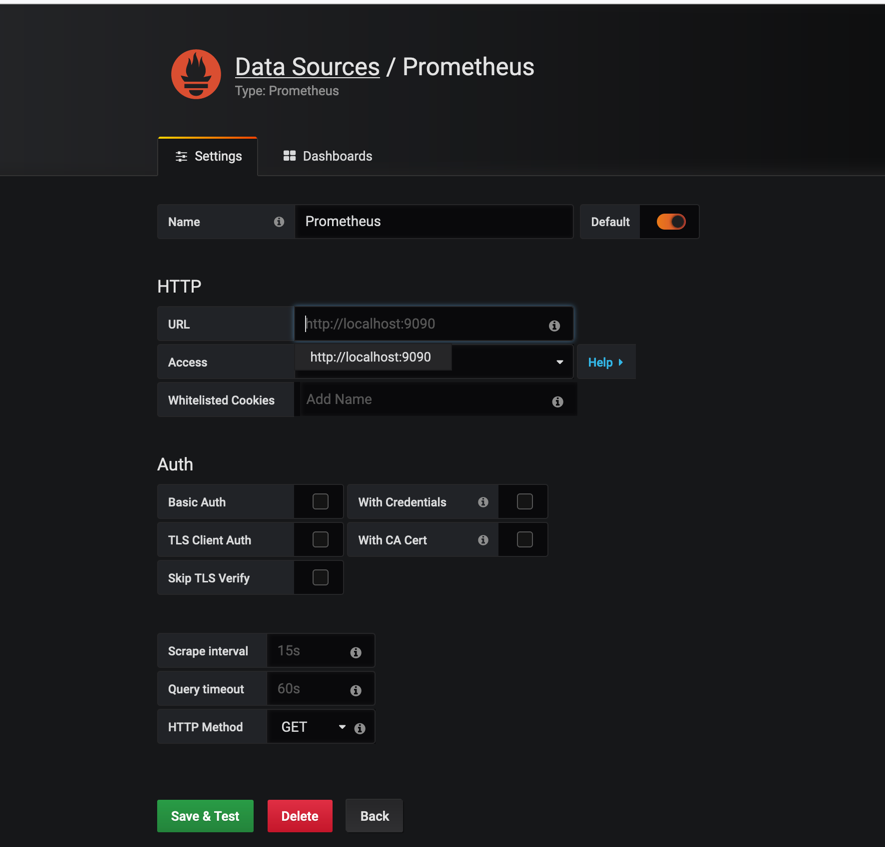 Data Sources / Prometheus
Type: Prometheus
Settings
Dashboards
Name
Prometheus
Default
HTTP
URL
http://localhost:9090
Access
http://localhost:9090
Help
Whitelisted Cookies
Add Name
Auth
Basic Auth
With Credentials
TLS Client Auth
With CA Cert
Skip TLS Verify
Scrape interval
15s
Query timeout
60s
HTTP Method
GET
Save & Test
Delete
Back